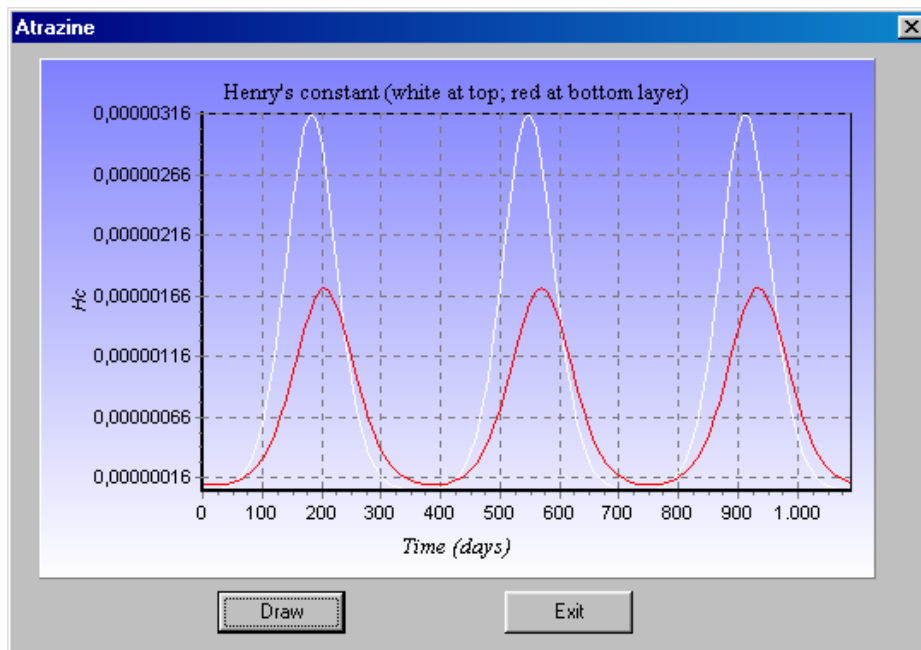 Atrazine
Henry's constant (white at top; red at bottom layer)
0,00000316
0,00000266
0,00000216
0,00000166
0,00000116
0,00000066
0,00000016
Hc
0 100 200 300 400 500 600 700 800 900 1.000
Time (days)
Draw Exit